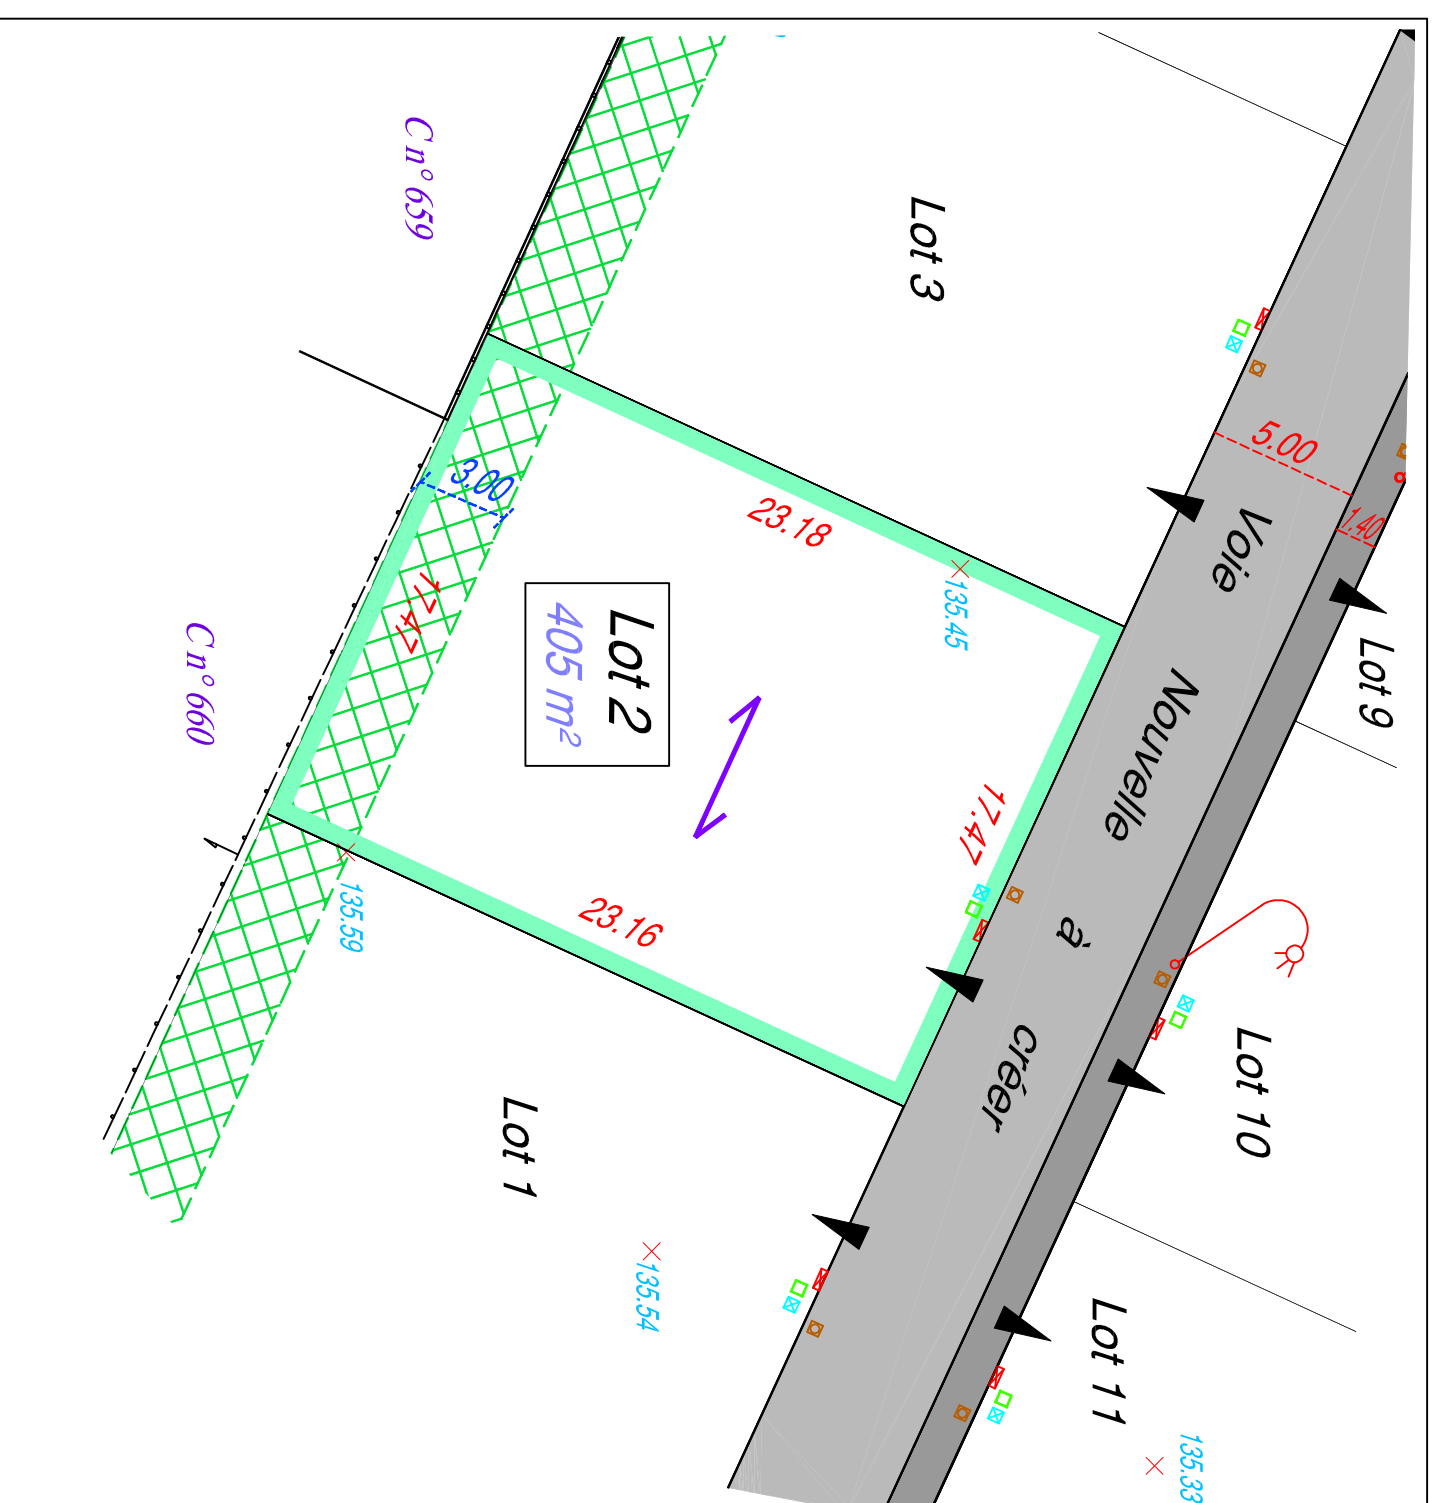 C n° 659
Lot 3
5.00
1.40
3.00
23.18
Voie Nouvelle à créer
135.45
17.42
Lot 2
405 m²
Lot 9
C n° 660
17.47
135.59
23.16
Lot 10
Lot 1
135.54
Lot 11
135.33